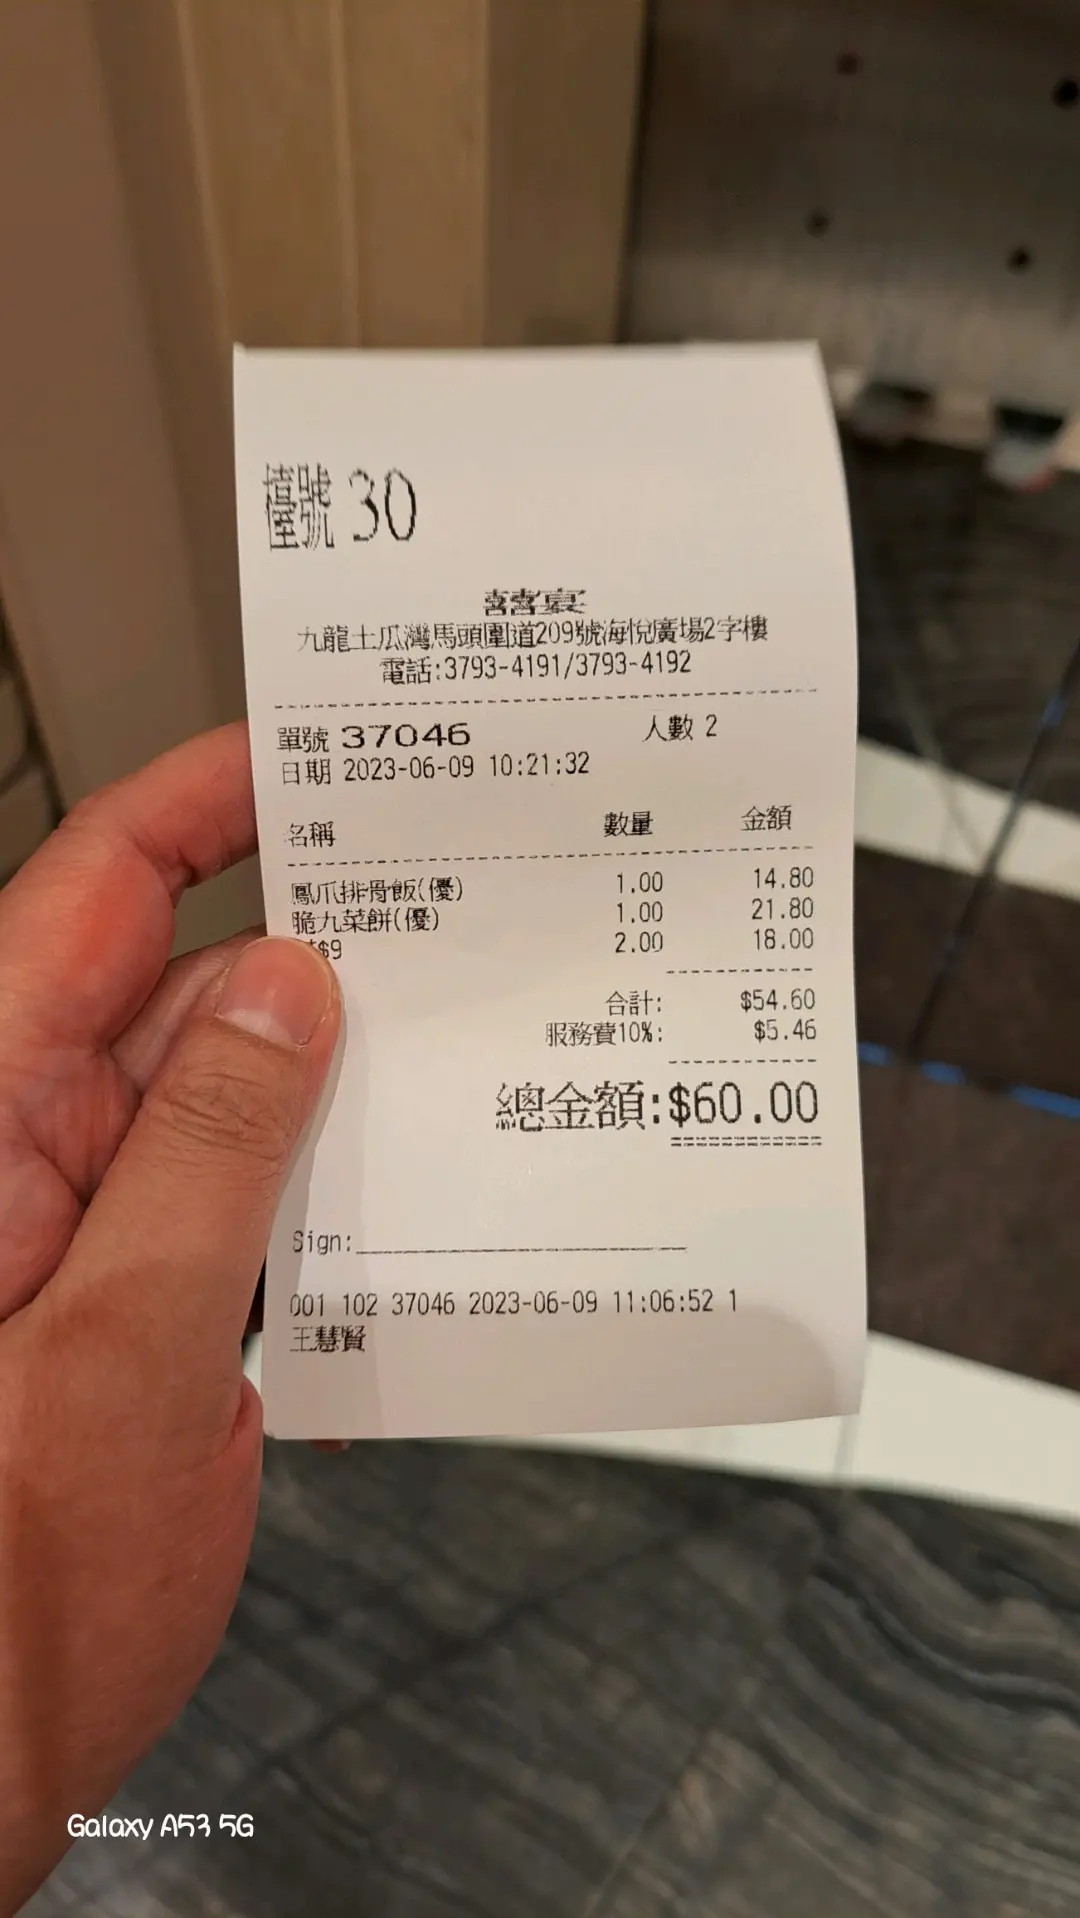 檯號 30
囍宴
九龍土瓜灣馬頭圍道209號海悅廣場2字樓
電話:3793-4191/3793-4192
單號 37046 人數 2
日期 2023-06-09 10:21:32
名稱 數量 金額
鳳爪排骨飯(優) 1.00 14.80
脆九菜餅(優) 1.00 21.80
$9 2.00 18.00
合計: $54.60
服務費10%: $5.46
總金額:$60.00
Sign:
001 102 37046 2023-06-09 11:06:52 1
王慧賢
Galaxy A53 5G